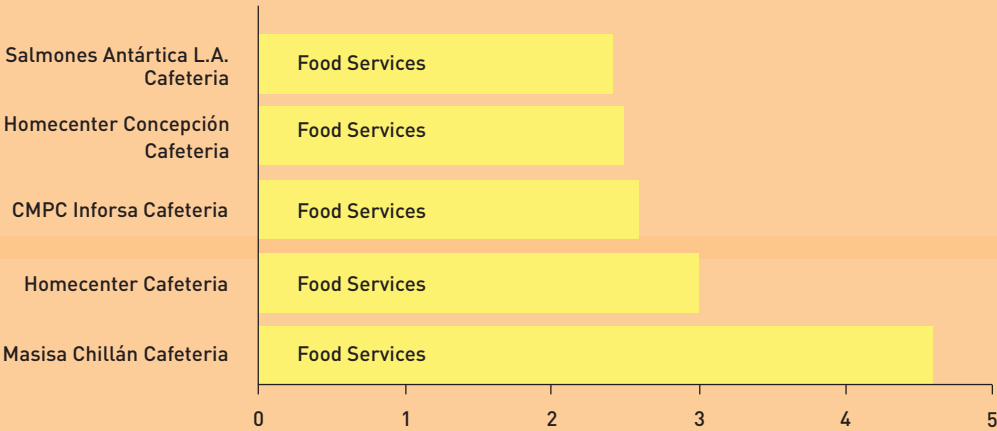 Salmones Antártica L.A.
Cafeteria
Food Services
Homecenter Concepción
Cafeteria
Food Services
CMPC Inforsa Cafeteria
Food Services
Homecenter Cafeteria
Food Services
Masisa Chillán Cafeteria
Food Services
0 1 2 3 4 5